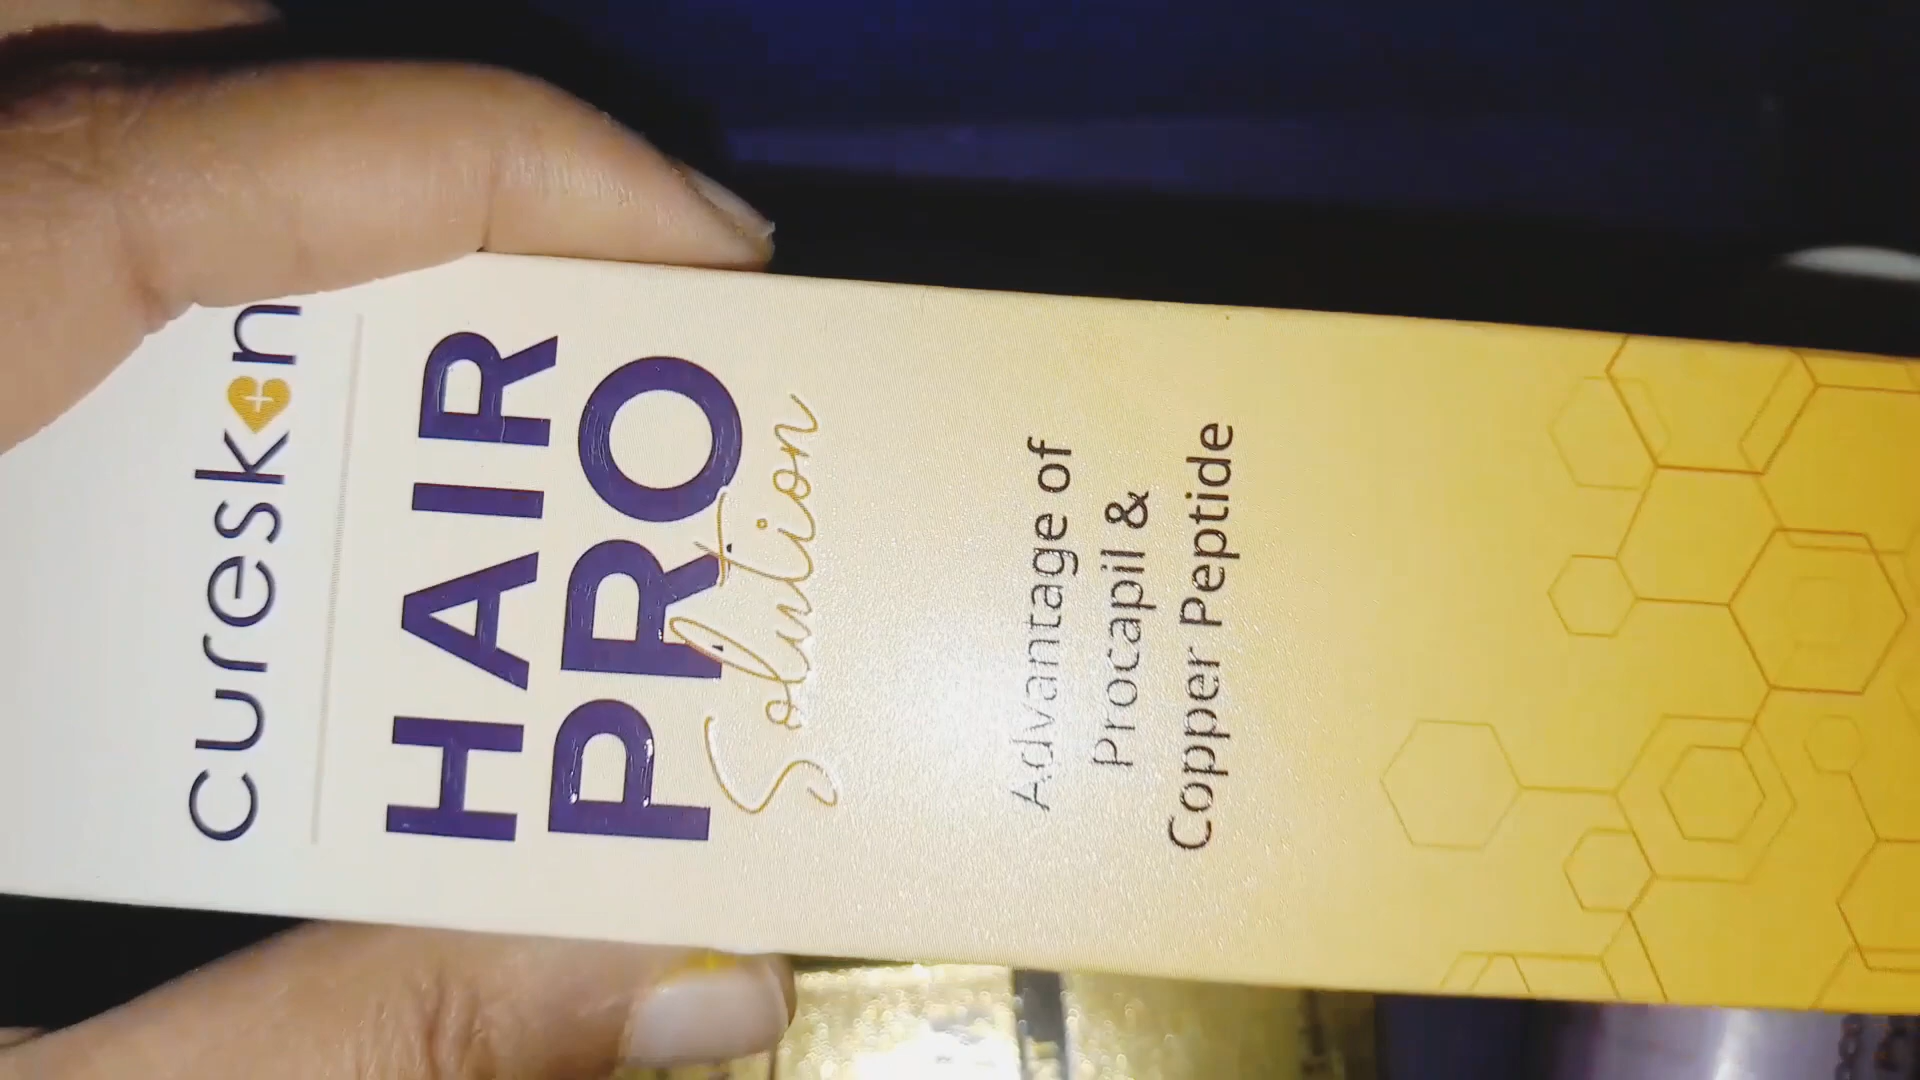 cureskin
HAIR
PRO
Solution
Advantage of
Procapil &
Copper Peptide